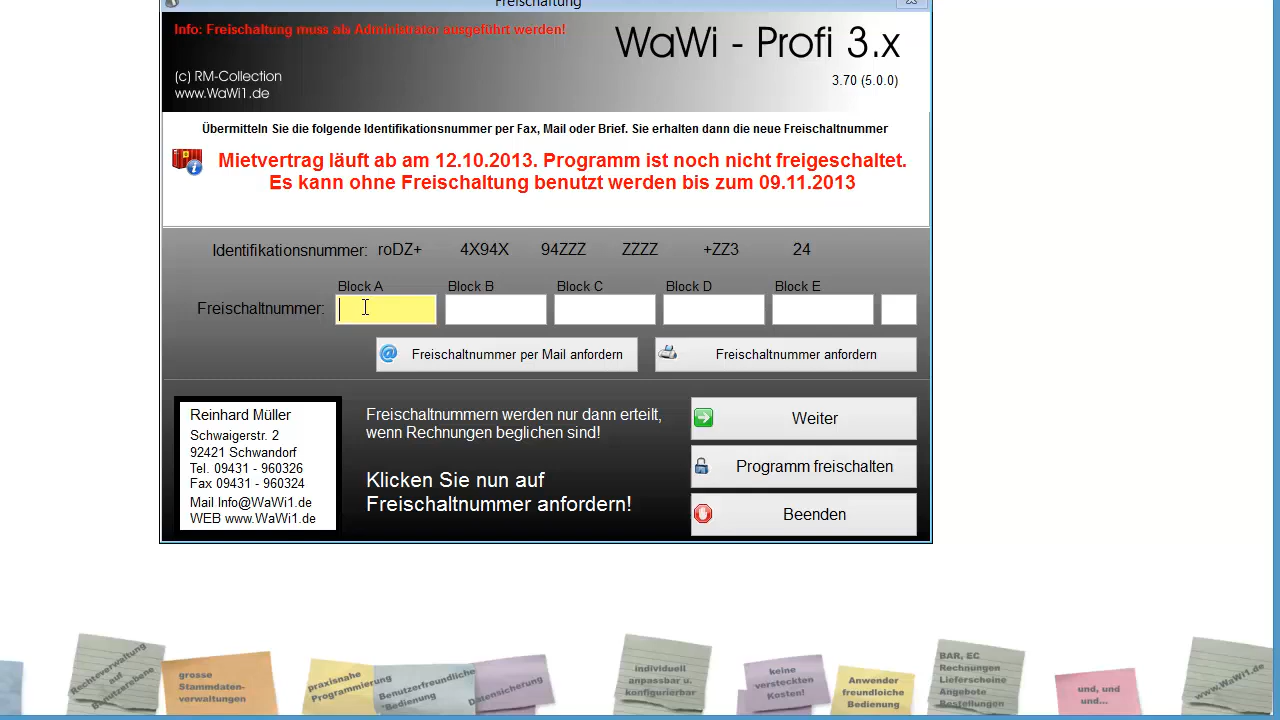 Freischaltung
Info: Freischaltung muss als Administrator ausgeführt werden!
WaWi - Profi 3.x
3.70 (5.0.0)
(c) RM-Collection
www.WaWi1.de
Übermitteln Sie die folgende Identifikationsnummer per Fax, Mail oder Brief. Sie erhalten dann die neue Freischaltnummer
Mietvertrag läuft ab am 12.10.2013. Programm ist noch nicht freigeschaltet.
Es kann ohne Freischaltung benutzt werden bis zum 09.11.2013
Identifikationsnummer: roDZ+ 4X94X 94ZZZ ZZZZ +ZZ3 24
Block A Block B Block C Block D Block E
Freischaltnummer:
Freischaltnummer per Mail anfordern
Freischaltnummer anfordern
Reinhard Müller
Schwaigerstr. 2
92421 Schwandorf
Tel. 09431 - 960326
Fax 09431 - 960324
Mail Info@WaWi1.de
WEB www.WaWi1.de
Freischaltnummern werden nur dann erteilt,
wenn Rechnungen beglichen sind!
Klicken Sie nun auf
Freischaltnummer anfordern!
Weiter
Programm freischalten
Beenden
Rechteverwaltung
auf
Benutzerebene
grosse
Stammdaten-
verwaltungen
praxisnahe
Programmierung
Benutzerfreundliche
"Bedienung
Datensicherung
individuell
anpassbar u.
konfigurierbar
keine
versteckten
Kosten!
Anwender
freundloiche
Bedienung
BAR, EC
Rechnungen
Lieferscheine
Angebote
Bestellungen
und, und
und...
www.WaWi1.de